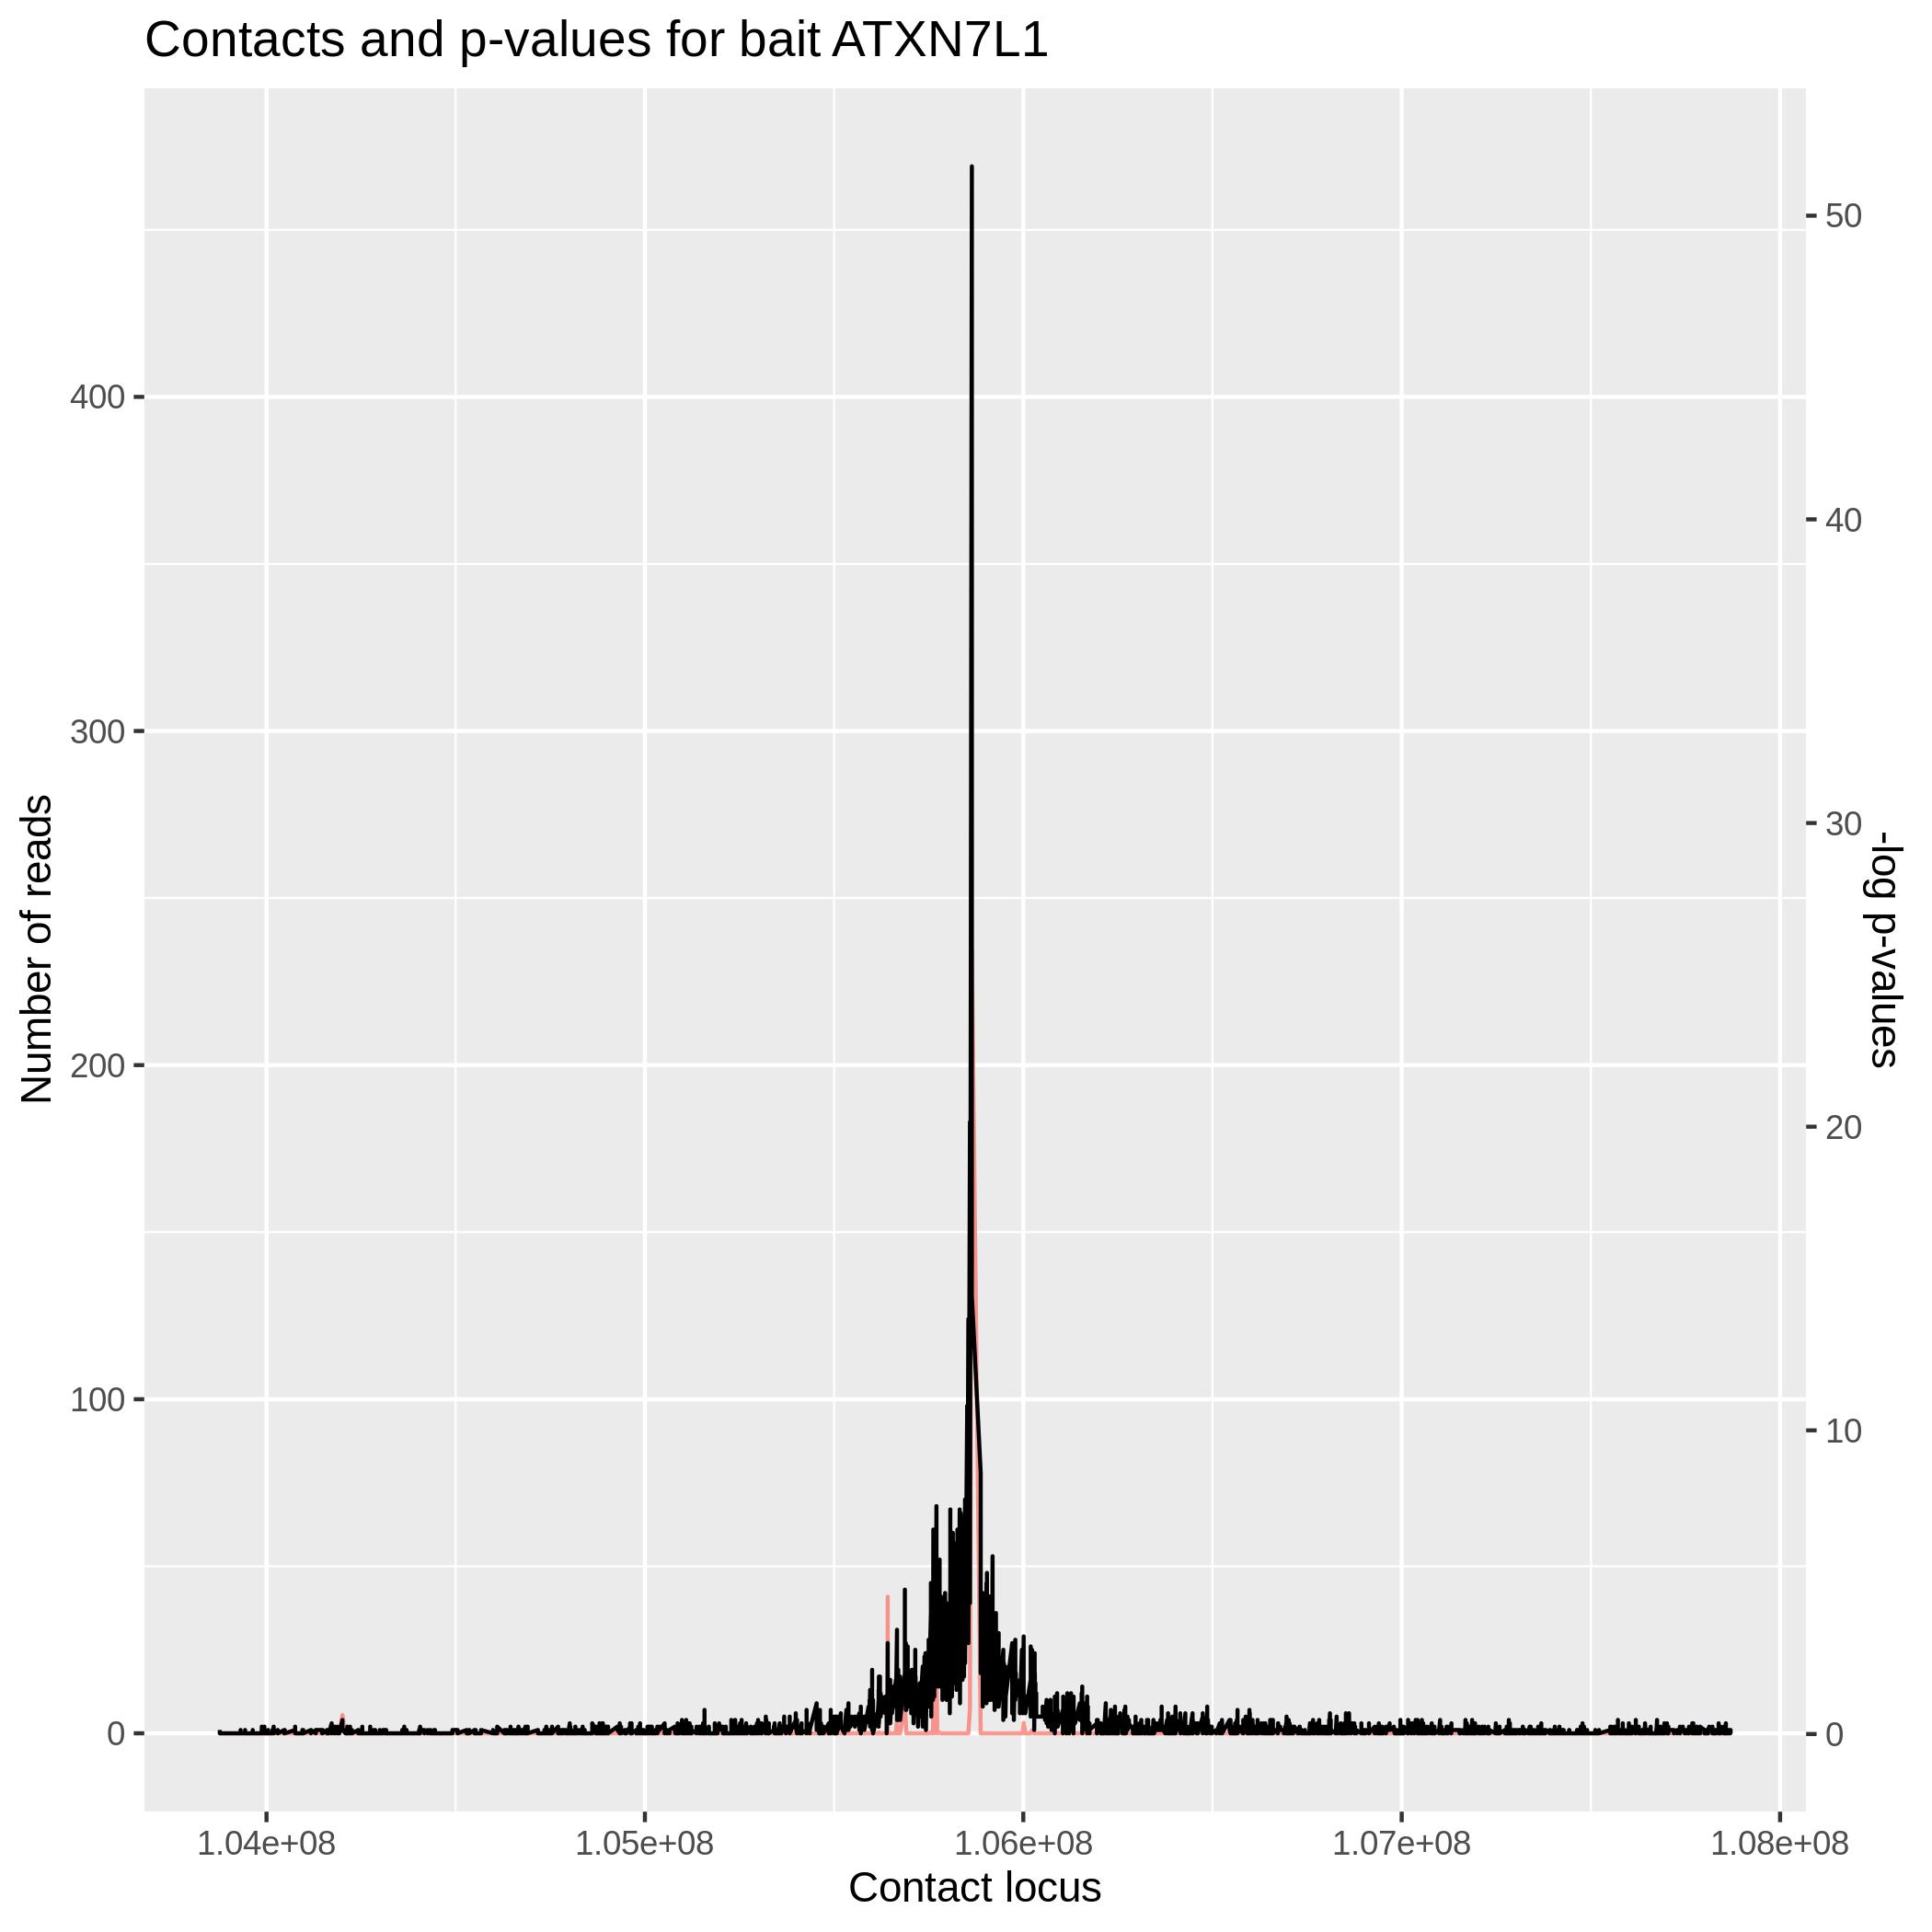 Contacts and p-values for bait ATXN7L1
Number of reads
400
300
200
100
0
50
40
30
20
10
0
-log p-values
1.04e+08 1.05e+08 1.06e+08 1.07e+08 1.08e+08
Contact locus